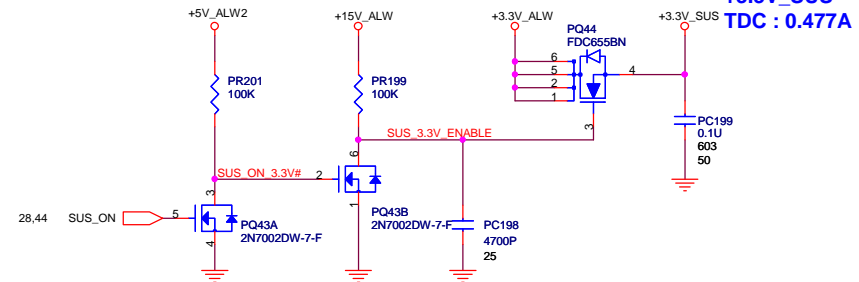 +5V_ALW2
+15V_ALW
+3.3V_ALW
+3.3V_SUS
TDC : 0.477A
PQ44
FDC655BN
6
5
2
1
4
3
PR201
100K
PR199
100K
PC199
0.1U
603
50
SUS_3.3V_ENABLE
SUS_ON_3.3V#
3
2
6
1
28,44
SUS_ON
5
4
PQ43A
2N7002DW-7-F
PQ43B
2N7002DW-7-F
PC198
4700P
25